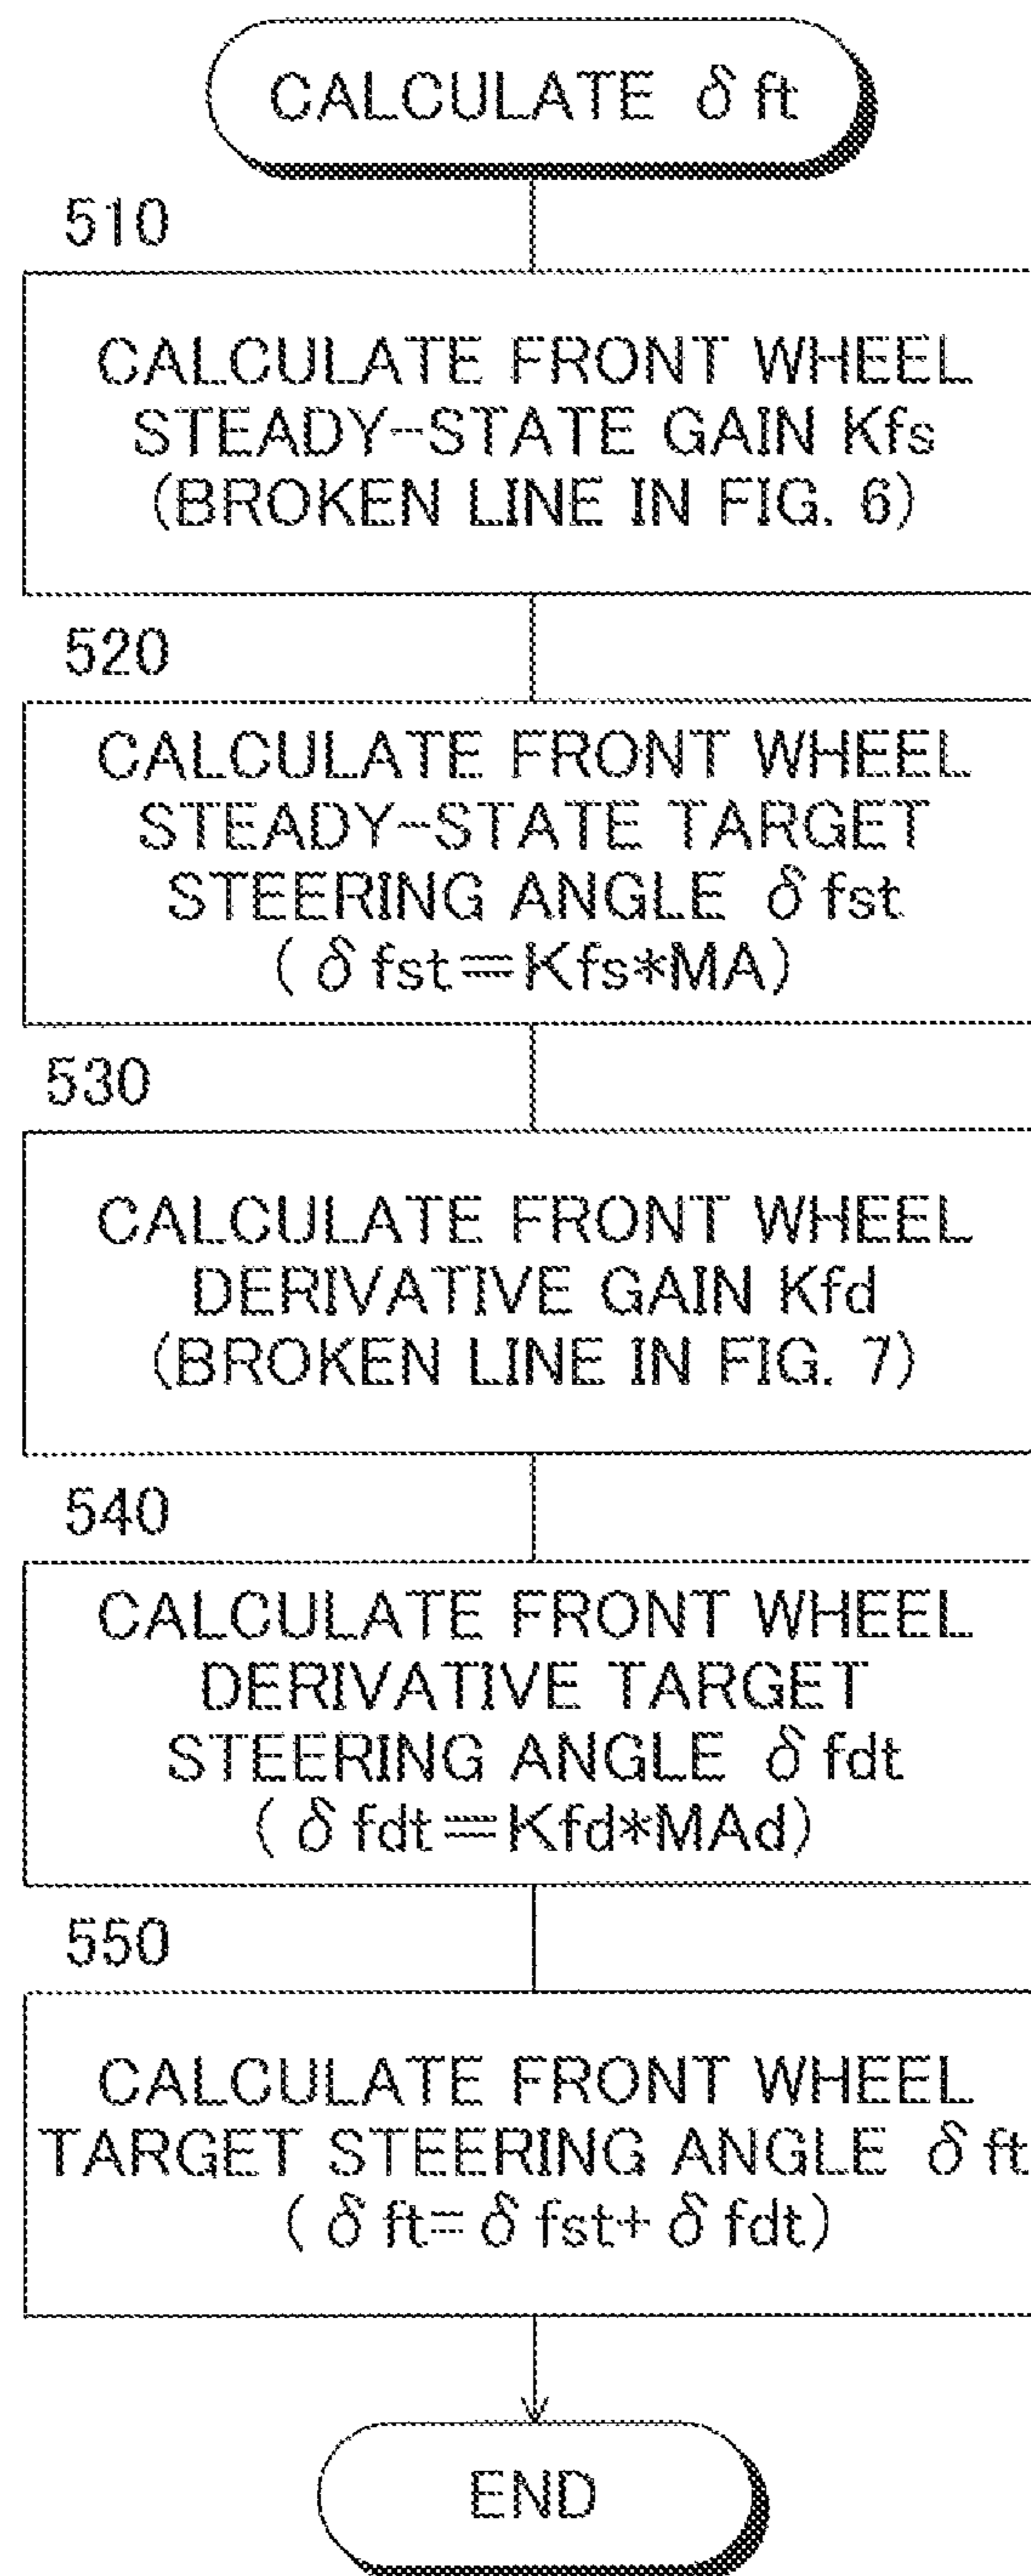 CALCULATE δft
510
CALCULATE FRONT WHEEL
STEADY-STATE GAIN Kfs
(BROKEN LINE IN FIG. 6)
520
CALCULATE FRONT WHEEL
STEADY-STATE TARGET
STEERING ANGLE δfst
(δfst=Kfs*MA)
530
CALCULATE FRONT WHEEL
DERIVATIVE GAIN Kfd
(BROKEN LINE IN FIG. 7)
540
CALCULATE FRONT WHEEL
DERIVATIVE TARGET
STEERING ANGLE δfdt
(δfdt=Kfd*MAd)
550
CALCULATE FRONT WHEEL
TARGET STEERING ANGLE δft
(δft=δfst+δfdt)
END